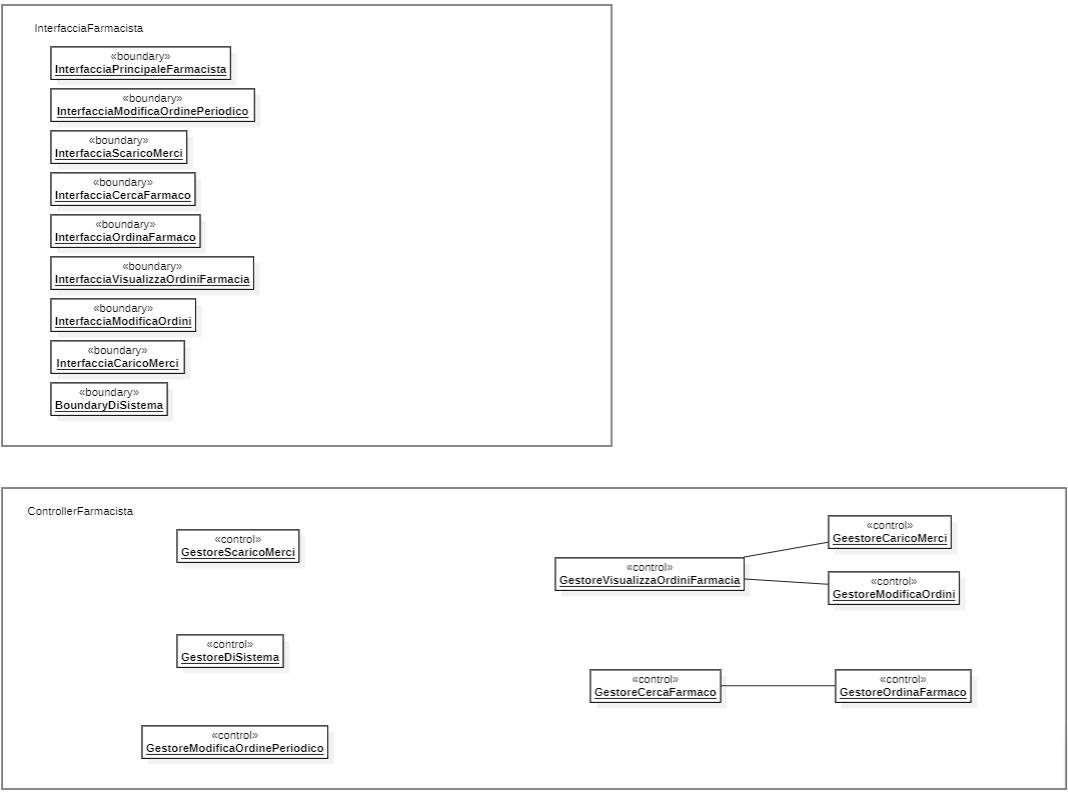 InterfacciaFarmacista
«boundary»
InterfacciaPrincipaleFarmacista
«boundary»
InterfacciaModificaOrdinePeriodico
«boundary»
InterfacciaScaricoMerci
«boundary»
InterfacciaCercaFarmaco
«boundary»
InterfacciaOrdinaFarmaco
«boundary»
InterfacciaVisualizzaOrdiniFarmacia
«boundary»
InterfacciaModificaOrdini
«boundary»
InterfacciaCaricoMerci
«boundary»
BoundaryDiSistema
ControllerFarmacista
«control»
GestoreScaricoMerci
«control»
GestoreDiSistema
«control»
GestoreModificaOrdinePeriodico
«control»
GestoreVisualizzaOrdiniFarmacia
«control»
GeestoreCaricoMerci
«control»
GestoreModificaOrdini
«control»
GestoreCercaFarmaco
«control»
GestoreOrdinaFarmaco